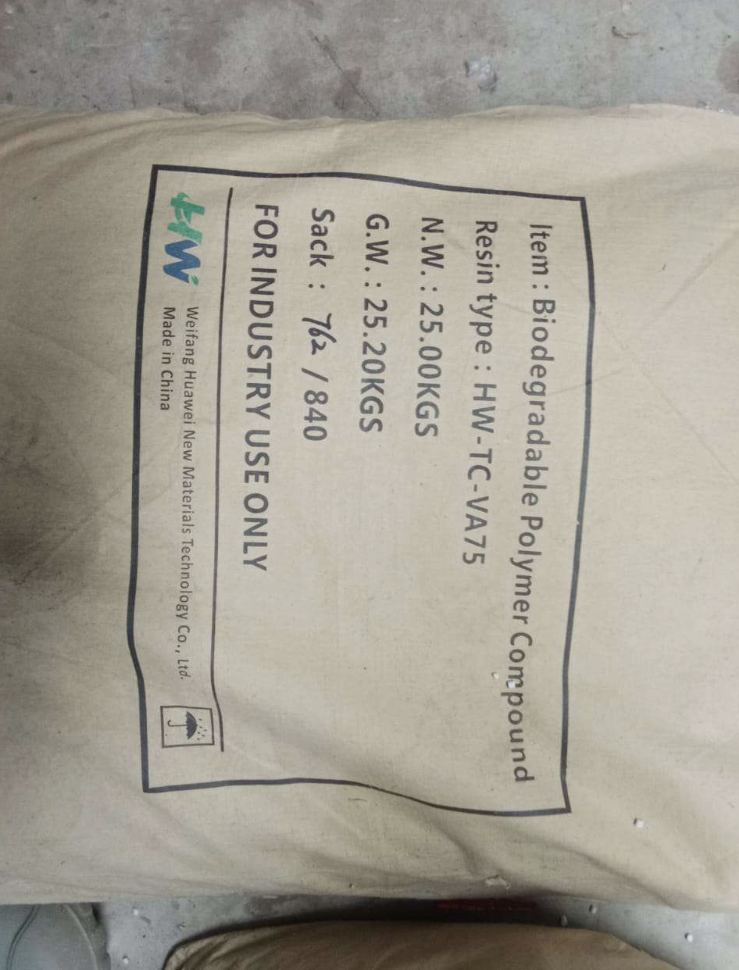 Item : Biodegradable Polymer Compound
Resin type : HW-TC-VA75
N.W. : 25.00KGS
G.W. : 25.20KGS
Sack : 762 / 840
FOR INDUSTRY USE ONLY
HW
Weifang Huawei New Materials Technology Co., Ltd.
Made in China